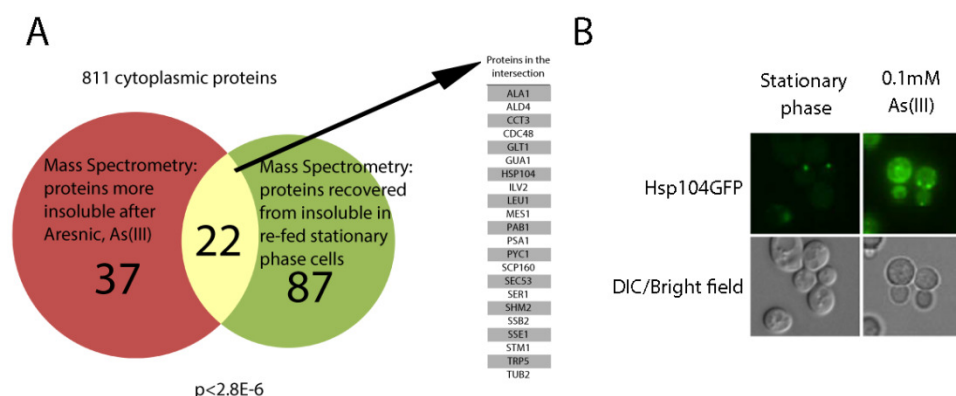 A
811 cytoplasmic proteins
Mass Spectrometry:
proteins more
insoluble after
Aresnic, As(III)
37
22
Mass Spectrometry:
proteins recovered
from insoluble in
re-fed stationary
phase cells
87
p<2.8E-6
Proteins in the
intersection
ALA1
ALD4
CCT3
CDC48
GLT1
GUA1
HSP104
ILV2
LEU1
MES1
PAB1
PSA1
PYC1
SCP160
SEC53
SER1
SHM2
SSB2
SSE1
STM1
TRP5
TUB2
B
Stationary
phase
0.1mM
As(III)
Hsp104GFP
DIC/Bright field